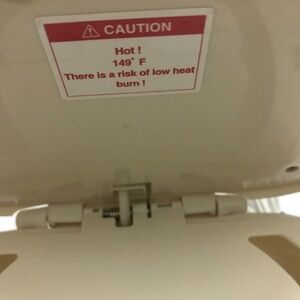 ⚠ CAUTION
Hot !
149° F
There is a risk of low heat
burn !